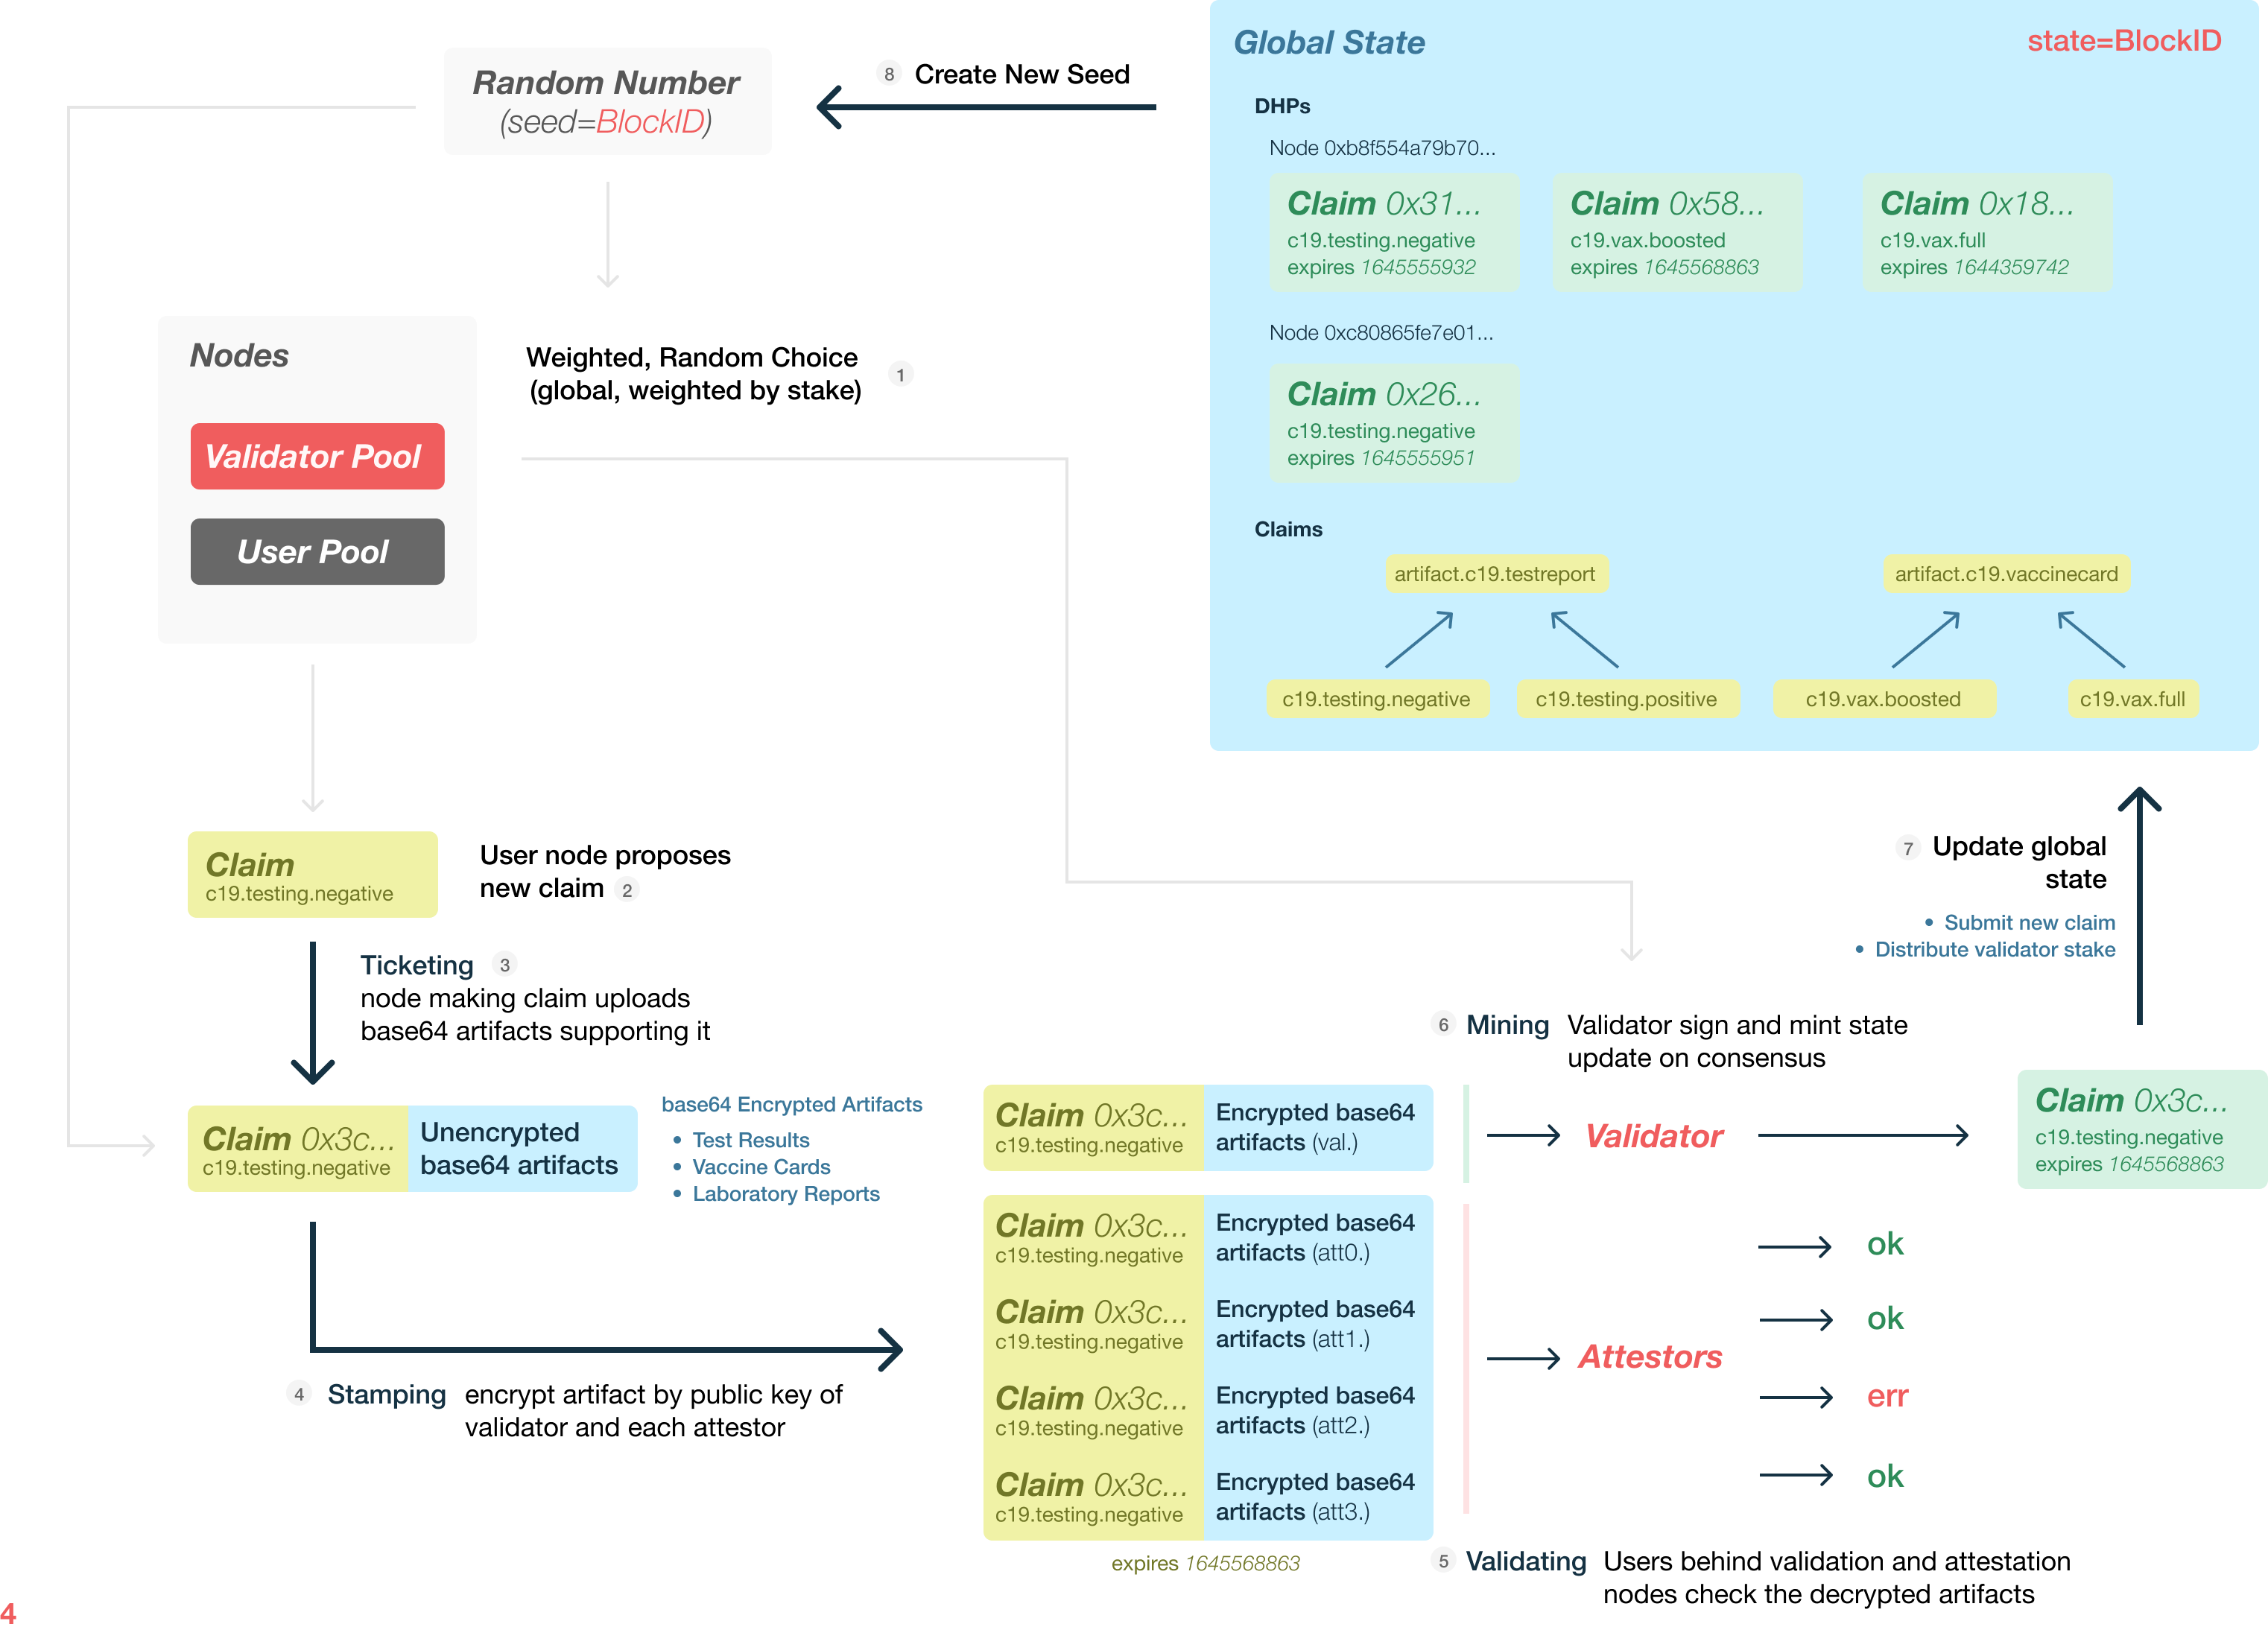 Random Number
(seed=BlockID)
8 Create New Seed
Global State
state=BlockID
DHPs
Node 0xb8f554a79b70...
Claim 0x31...
c19.testing.negative
expires 1645555932
Claim 0x58...
c19.vax.boosted
expires 1645568863
Claim 0x18...
c19.vax.full
expires 1644359742
Node 0xc80865fe7e01...
Claim 0x26...
c19.testing.negative
expires 1645555951
Claims
artifact.c19.testreport
artifact.c19.vaccinecard
c19.testing.negative
c19.testing.positive
c19.vax.boosted
c19.vax.full
Nodes
Validator Pool
User Pool
Weighted, Random Choice
(global, weighted by stake)
1
Claim
c19.testing.negative
User node proposes
new claim 2
Ticketing 3
node making claim uploads
base64 artifacts supporting it
Claim 0x3c...
c19.testing.negative
Unencrypted
base64 artifacts
base64 Encrypted Artifacts
• Test Results
• Vaccine Cards
• Laboratory Reports
4 Stamping encrypt artifact by public key of
validator and each attestor
Claim 0x3c...
c19.testing.negative
Encrypted base64
artifacts (val.)
Claim 0x3c...
c19.testing.negative
Encrypted base64
artifacts (att0.)
Claim 0x3c...
c19.testing.negative
Encrypted base64
artifacts (att1.)
Claim 0x3c...
c19.testing.negative
Encrypted base64
artifacts (att2.)
Claim 0x3c...
c19.testing.negative
Encrypted base64
artifacts (att3.)
expires 1645568863
5 Validating Users behind validation and attestation
nodes check the decrypted artifacts
Attestors
ok
ok
err
ok
6 Mining Validator sign and mint state
update on consensus
Validator
Claim 0x3c...
c19.testing.negative
expires 1645568863
7 Update global
state
• Submit new claim
• Distribute validator stake
4